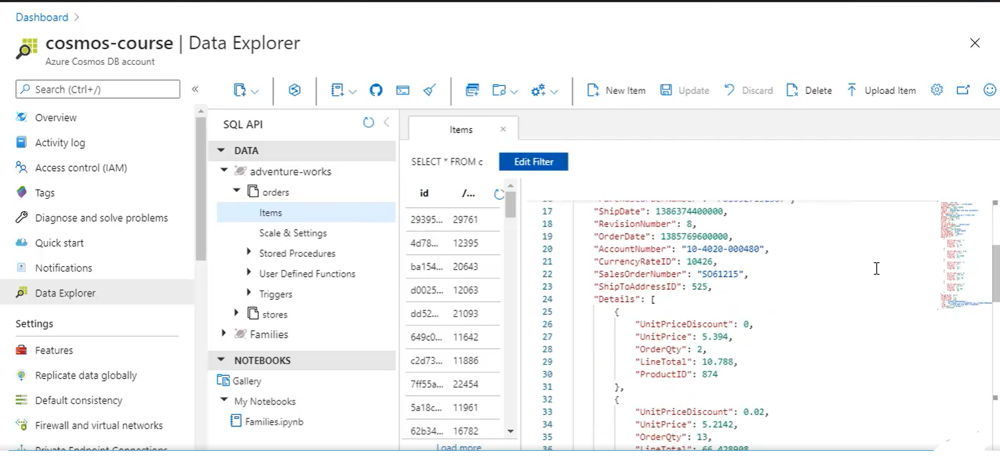 Dashboard
cosmos-course | Data Explorer
Azure Cosmos DB account
Search (Ctrl+/)
«
Overview
Activity log
Access control (IAM)
Tags
Diagnose and solve problems
Quick start
Notifications
Data Explorer
Settings
Features
Replicate data globally
Default consistency
Firewall and virtual networks
Private Endpoint Connections
New Item
Update
Discard
Delete
Upload Item
SQL API
DATA
adventure-works
orders
Items
Scale & Settings
Stored Procedures
User Defined Functions
Triggers
stores
Families
NOTEBOOKS
Gallery
My Notebooks
Families.ipynb
Items
SELECT * FROM c
Edit Filter
id /...
29395... 29761
4d78... 12395
ba154... 20643
d0025... 12063
dd52... 21093
649c0... 11642
c2d73... 11886
7ff55a... 22454
5a18c... 11961
62b34... 16782
Load more
17 "ShipDate": 1386374400000,
18 "RevisionNumber": 8,
19 "OrderDate": 1385769600000,
20 "AccountNumber": "10-4020-000480",
21 "CurrencyRateID": 10426,
22 "SalesOrderNumber": "SO61215",
23 "ShipToAddressID": 525,
24 "Details": [
25 {
26 "UnitPriceDiscount": 0,
27 "UnitPrice": 5.394,
28 "OrderQty": 2,
29 "LineTotal": 10.788,
30 "ProductID": 874
31 },
32 {
33 "UnitPriceDiscount": 0.02,
34 "UnitPrice": 5.2142,
35 "OrderQty": 13,
36 "LineTotal": 66.428908